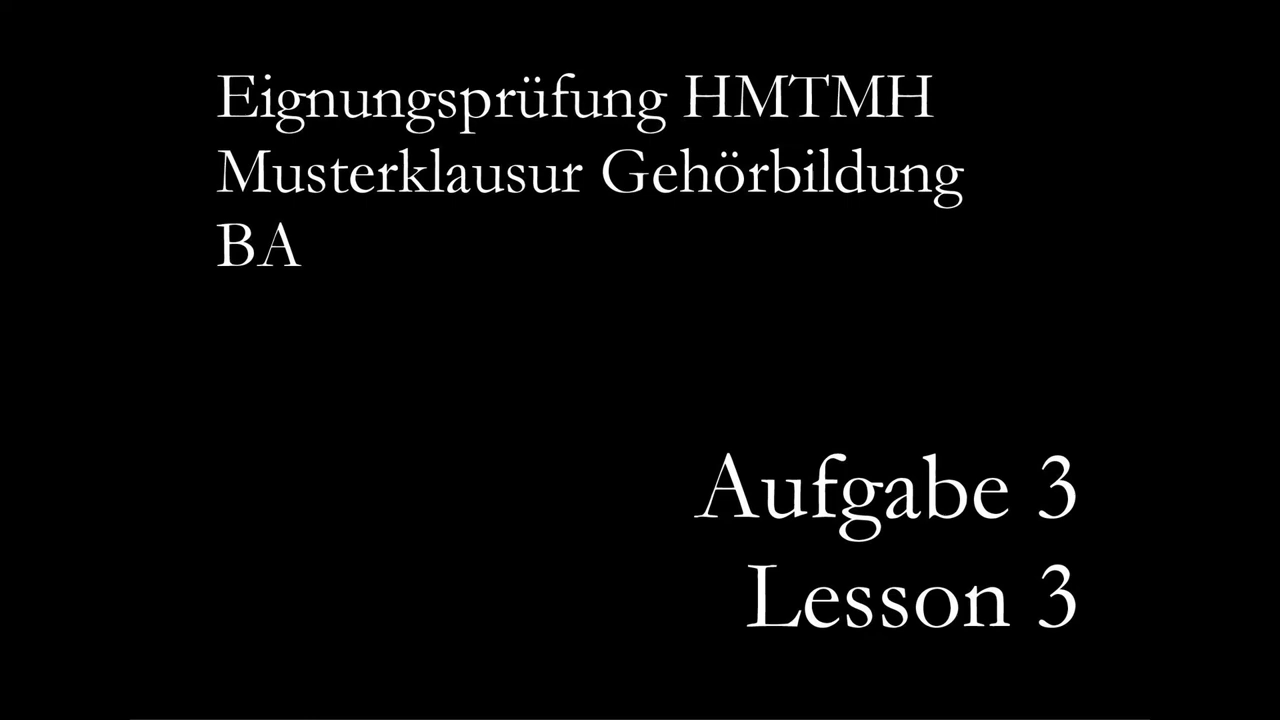 Eignungsprüfung HMTMH
Musterklausur Gehörbildung
BA
Aufgabe 3
Lesson 3